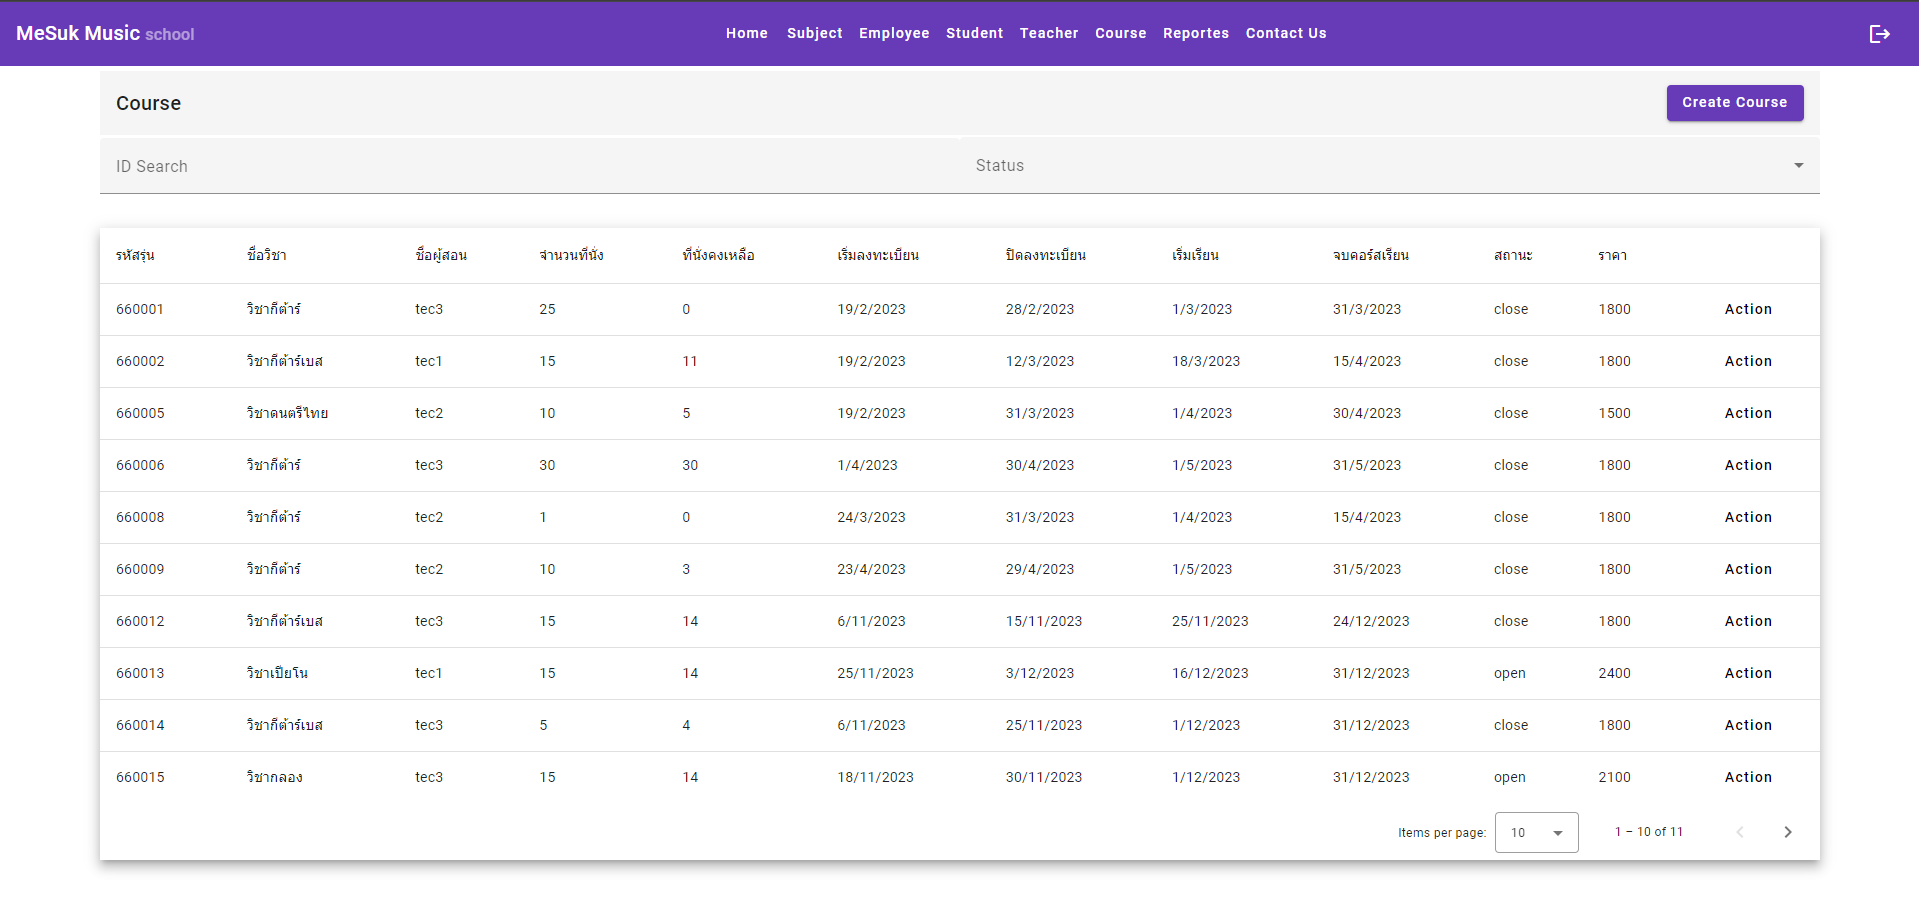 MeSuk Music school Home Subject Employee Student Teacher Course Reportes Contact Us
Course Create Course
ID Search Status
รหัสรุ่น ชื่อวิชา ชื่อผู้สอน จำนวนที่นั่ง ที่นั่งคงเหลือ เริ่มลงทะเบียน ปิดลงทะเบียน เริ่มเรียน จบคอร์สเรียน สถานะ ราคา
660001 วิชากีต้าร์ tec3 25 0 19/2/2023 28/2/2023 1/3/2023 31/3/2023 close 1800 Action
660002 วิชากีต้าร์เบส tec1 15 11 19/2/2023 12/3/2023 18/3/2023 15/4/2023 close 1800 Action
660005 วิชาดนตรีไทย tec2 10 5 19/2/2023 31/3/2023 1/4/2023 30/4/2023 close 1500 Action
660006 วิชากีต้าร์ tec3 30 30 1/4/2023 30/4/2023 1/5/2023 31/5/2023 close 1800 Action
660008 วิชากีต้าร์ tec2 1 0 24/3/2023 31/3/2023 1/4/2023 15/4/2023 close 1800 Action
660009 วิชากีต้าร์ tec2 10 3 23/4/2023 29/4/2023 1/5/2023 31/5/2023 close 1800 Action
660012 วิชากีต้าร์เบส tec3 15 14 6/11/2023 15/11/2023 25/11/2023 24/12/2023 close 1800 Action
660013 วิชาเปียโน tec1 15 14 25/11/2023 3/12/2023 16/12/2023 31/12/2023 open 2400 Action
660014 วิชากีต้าร์เบส tec3 5 4 6/11/2023 25/11/2023 1/12/2023 31/12/2023 close 1800 Action
660015 วิชากลอง tec3 15 14 18/11/2023 30/11/2023 1/12/2023 31/12/2023 open 2100 Action
Items per page: 10 1 – 10 of 11